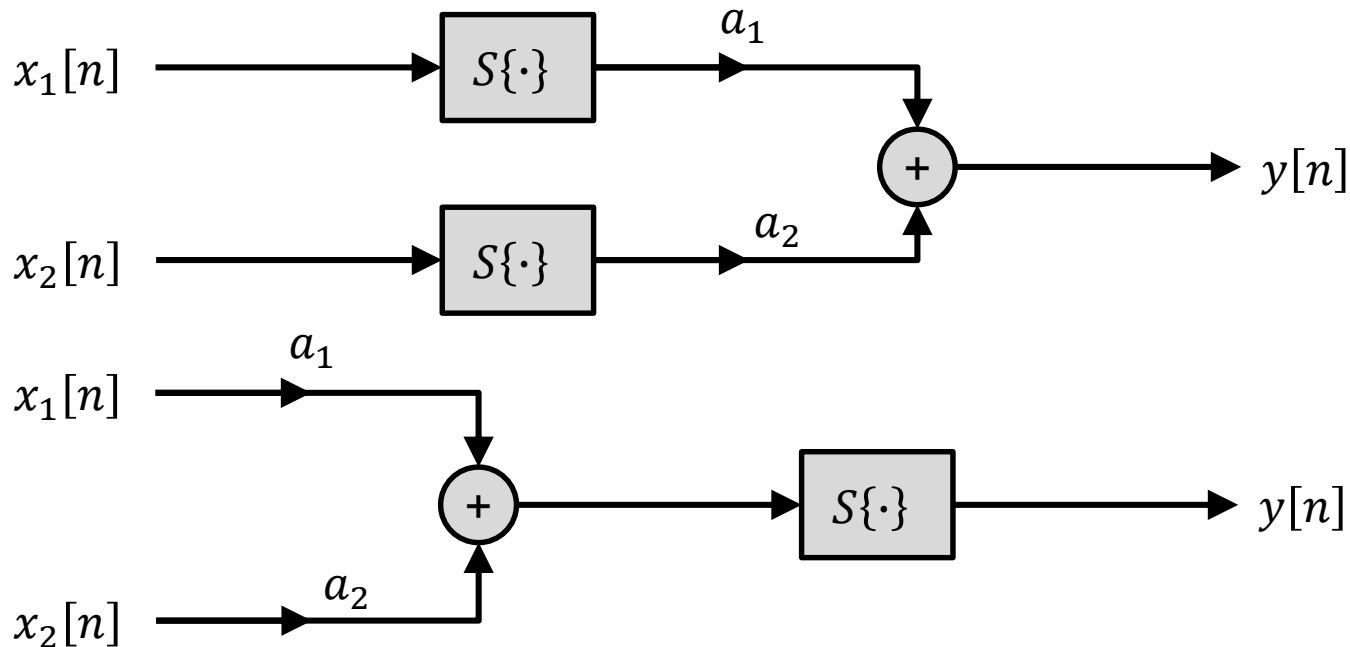 a₁
x₁[n] S{·}
+ y[n]
a₂
x₂[n] S{·}
a₁
x₁[n]
+ S{·} y[n]
a₂
x₂[n]